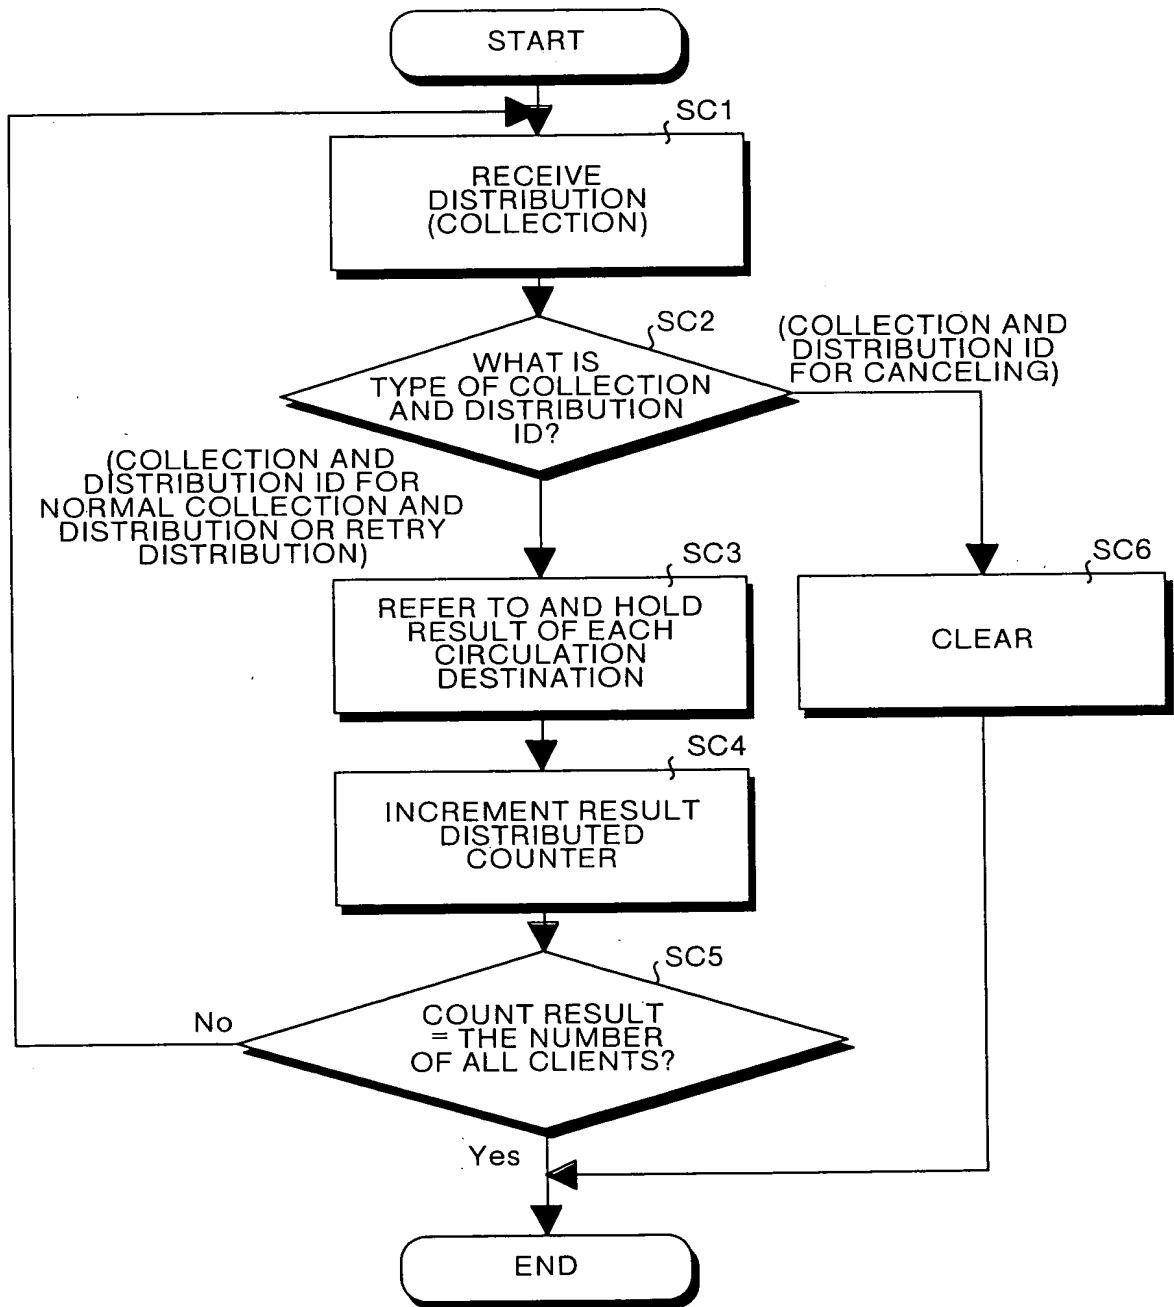 START
SC1
RECEIVE
DISTRIBUTION
(COLLECTION)
SC2
WHAT IS
TYPE OF COLLECTION
AND DISTRIBUTION
ID?
(COLLECTION AND
DISTRIBUTION ID
FOR CANCELING)
(COLLECTION AND
DISTRIBUTION ID FOR
NORMAL COLLECTION AND
DISTRIBUTION OR RETRY
DISTRIBUTION)
SC3
REFER TO AND HOLD
RESULT OF EACH
CIRCULATION
DESTINATION
SC6
CLEAR
SC4
INCREMENT RESULT
DISTRIBUTED
COUNTER
SC5
COUNT RESULT
= THE NUMBER
OF ALL CLIENTS?
No
Yes
END